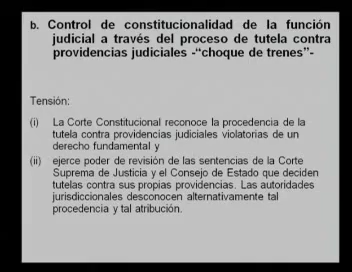 b. Control de constitucionalidad de la función
judicial a través del proceso de tutela contra
providencias judiciales -“choque de trenes”-
Tensión:
(i) La Corte Constitucional reconoce la procedencia de la
tutela contra providencias judiciales violatorias de un
derecho fundamental y
(ii) ejerce poder de revisión de las sentencias de la Corte
Suprema de Justicia y el Consejo de Estado que deciden
tutelas contra sus propias providencias. Las autoridades
jurisdiccionales desconocen alternativamente tal
procedencia y tal atribución.